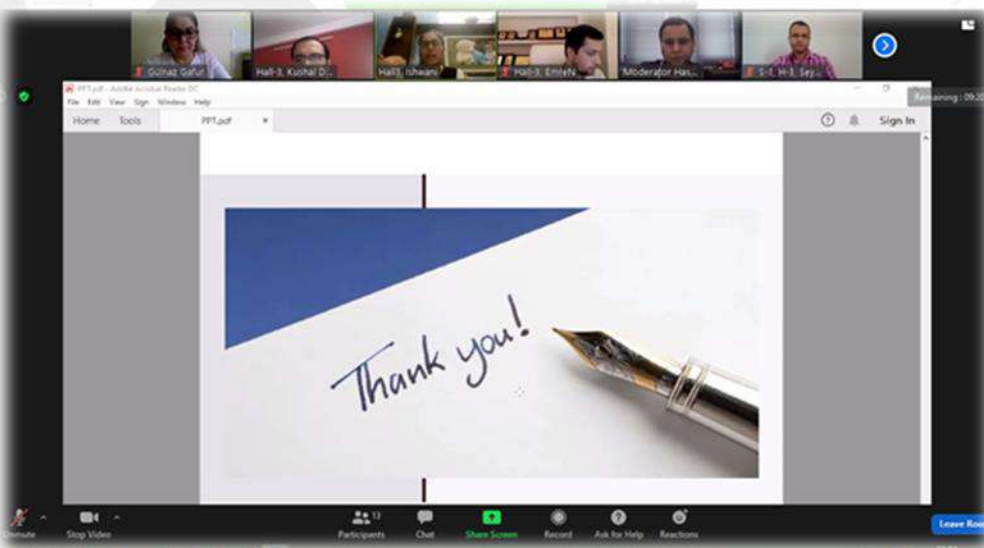 Gülnaz Gafur
Hall-3, Kushal D...
Hall3, Ishwani
Hall-3, EmreN...
Moderator Has...
S-1, H-3, Sey...
PPT.pdf - Adobe Acrobat Reader DC
File Edit View Sign Window Help
Remaining : 09:20
Home Tools PPT.pdf × Sign In
Thank you!
Unmute Stop Video Participants 13 Chat Share Screen Record Ask for Help Reactions
Leave Roo